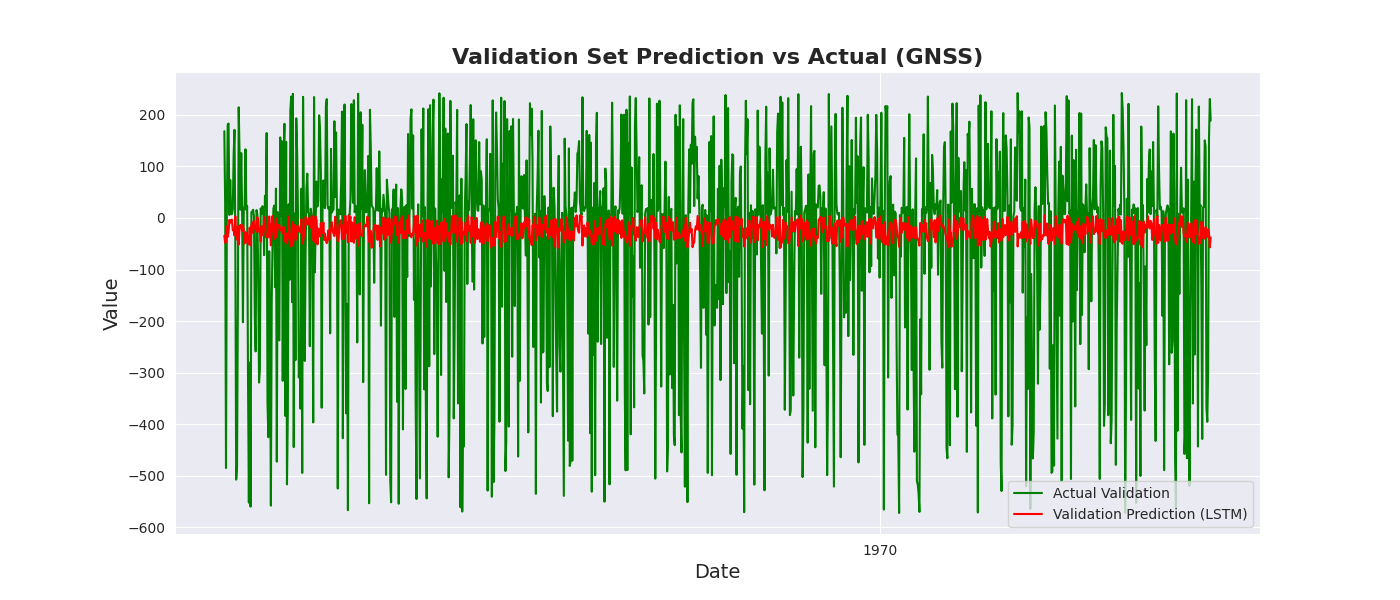 Validation Set Prediction vs Actual (GNSS)
200
100
0
−100
−200
−300
−400
−500
−600
Value
Actual Validation
Validation Prediction (LSTM)
1970
Date